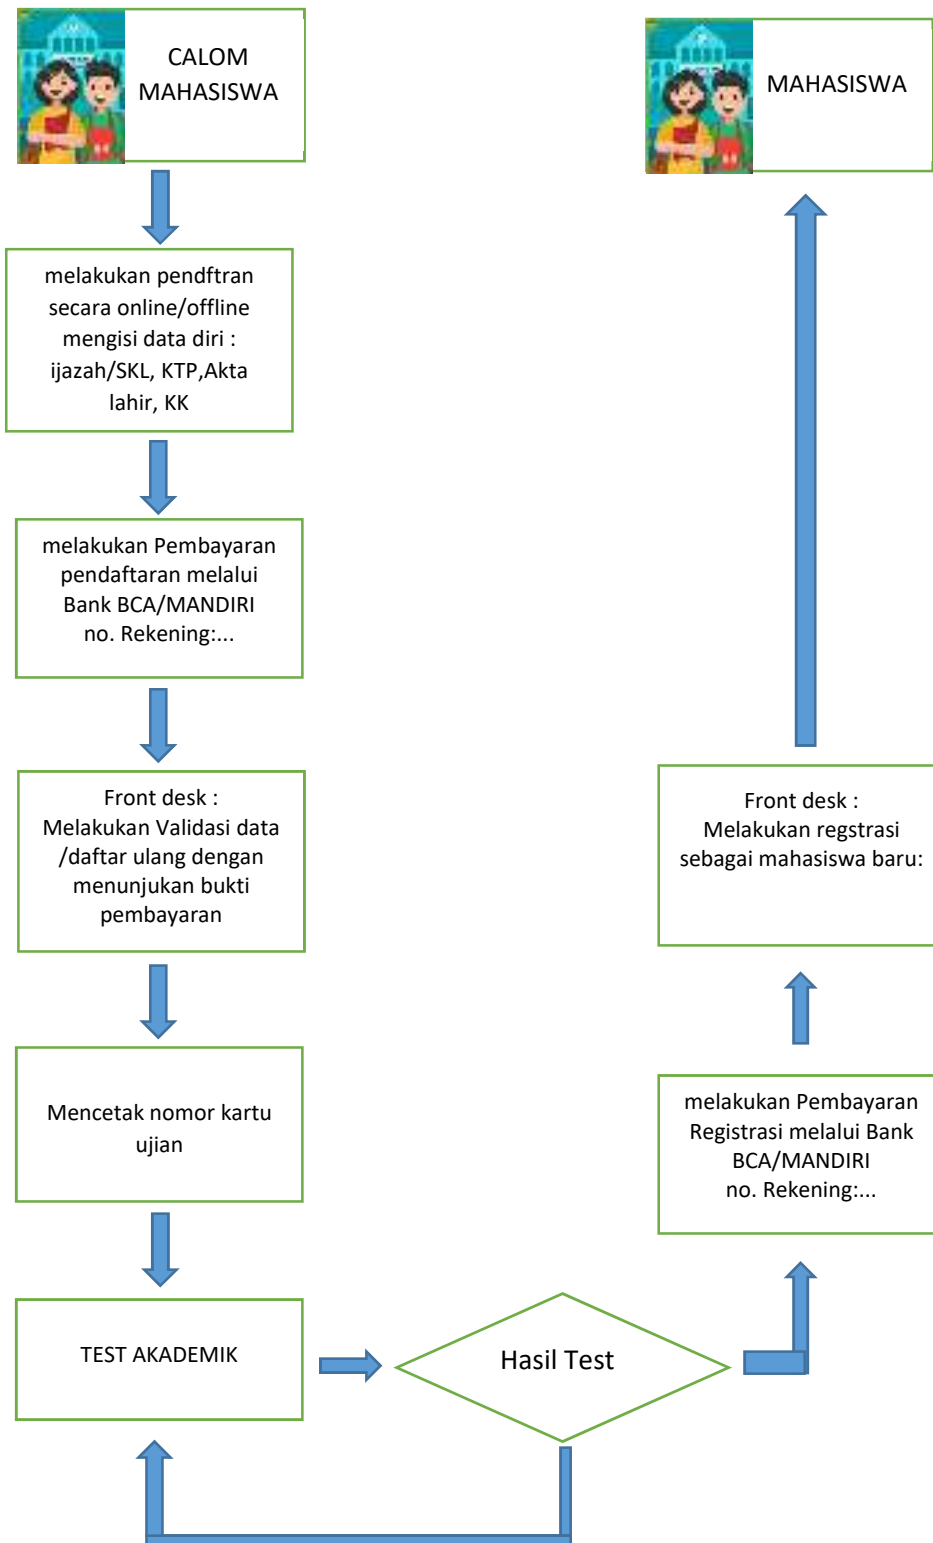 CALOM
MAHASISWA
melakukan pendftran
secara online/offline
mengisi data diri :
ijazah/SKL, KTP,Akta
lahir, KK
melakukan Pembayaran
pendaftaran melalui
Bank BCA/MANDIRI
no. Rekening:...
Front desk :
Melakukan Validasi data
/daftar ulang dengan
menunjukan bukti
pembayaran
Mencetak nomor kartu
ujian
TEST AKADEMIK
Hasil Test
melakukan Pembayaran
Registrasi melalui Bank
BCA/MANDIRI
no. Rekening:...
Front desk :
Melakukan regstrasi
sebagai mahasiswa baru:
MAHASISWA